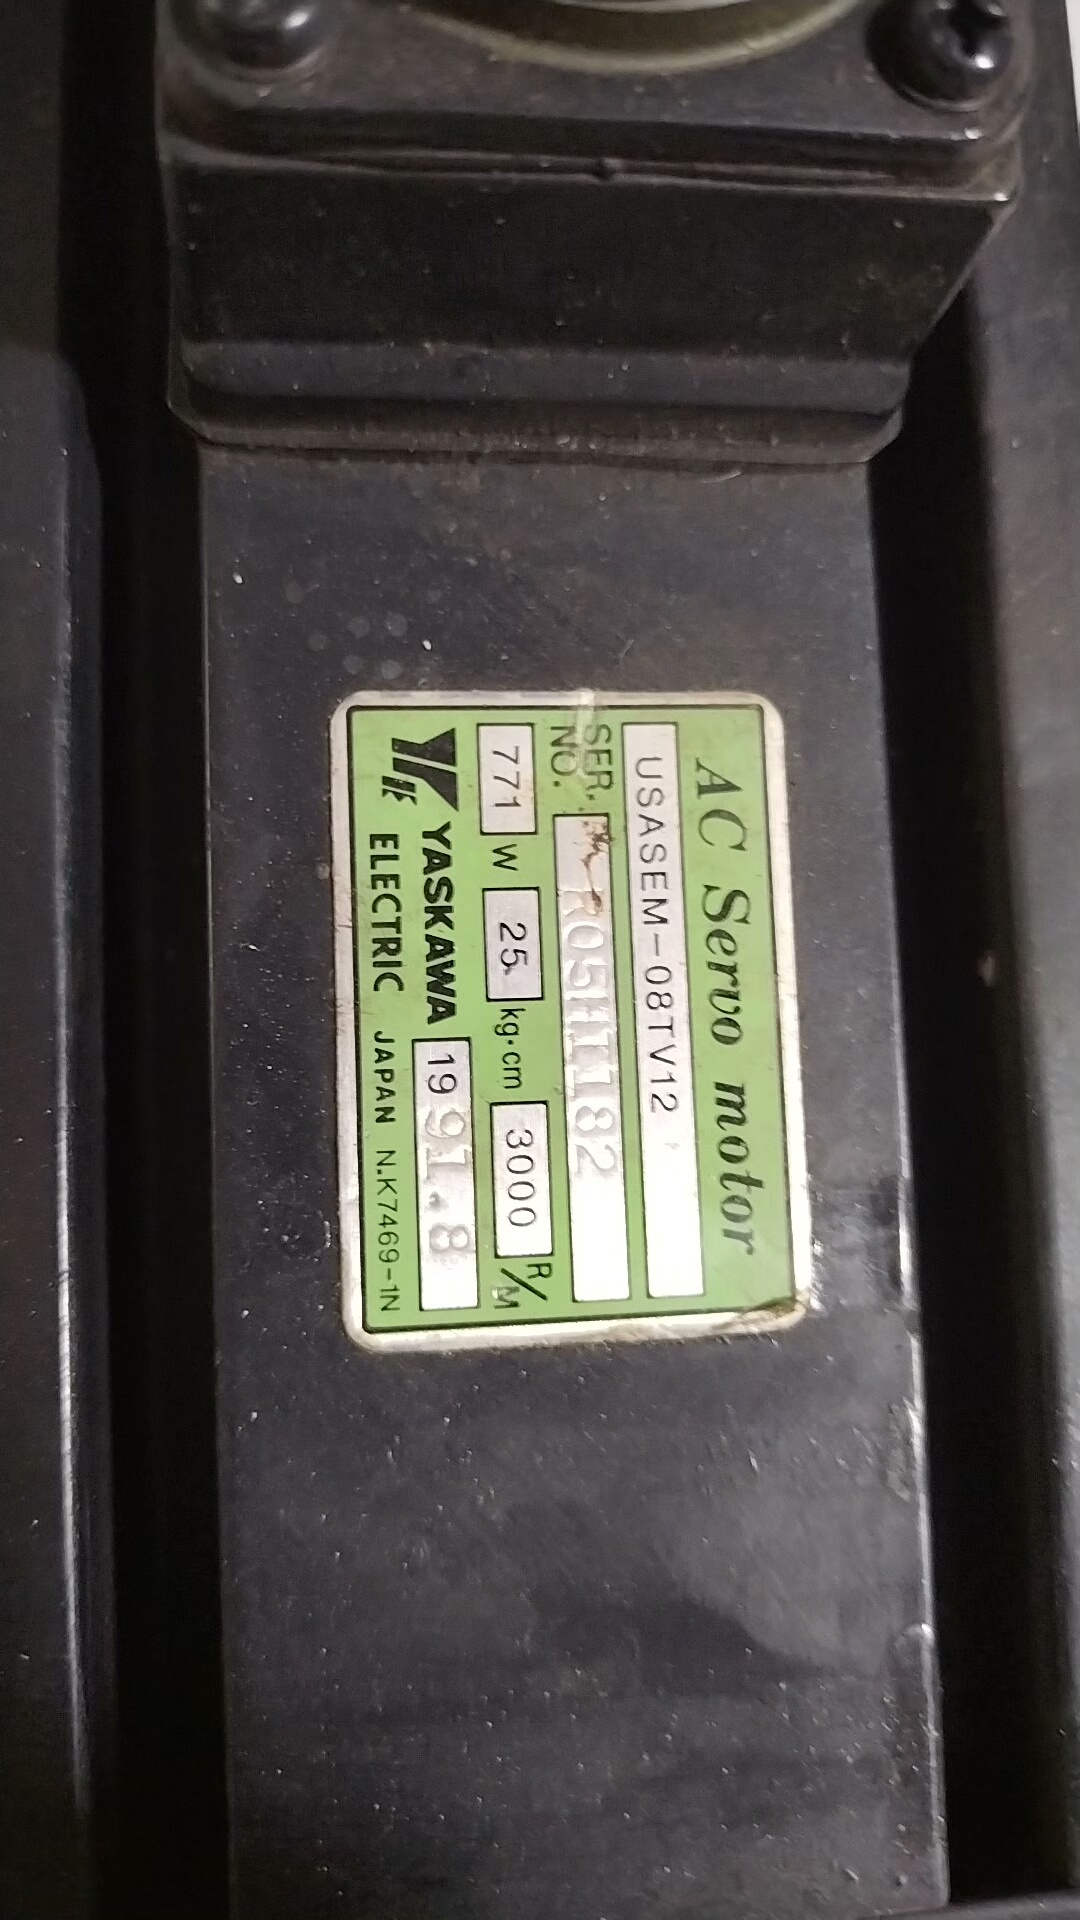 AC Servo motor
USASEM-08TV12
SER. NO. R05H1182
771 W 25 kg·cm 3000 R/M
YASKAWA 1991.8
ELECTRIC JAPAN N.K7469-1N